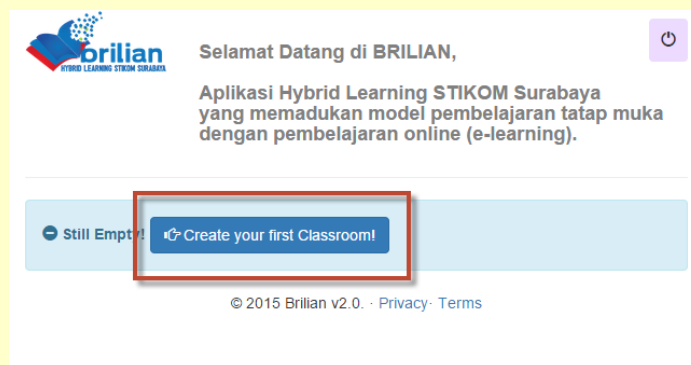 brilian
HYBRID LEARNING STIKOM SURABAYA
Selamat Datang di BRILIAN,
Aplikasi Hybrid Learning STIKOM Surabaya
yang memadukan model pembelajaran tatap muka
dengan pembelajaran online (e-learning).
Still Empty! Create your first Classroom!
© 2015 Brilian v2.0. · Privacy· Terms